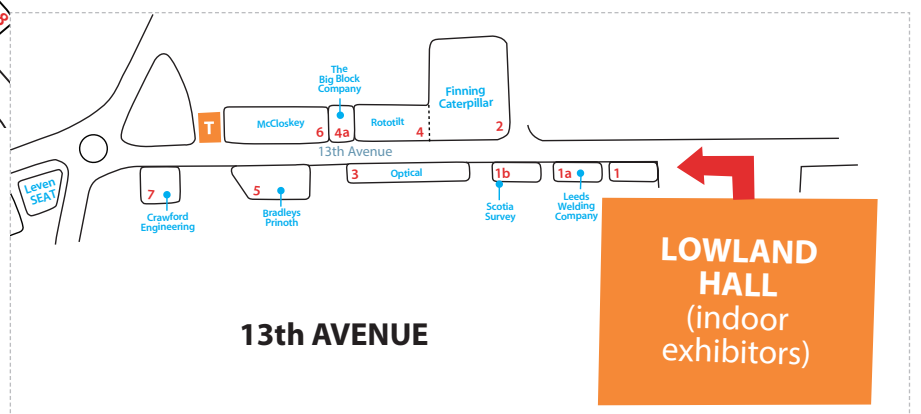 8
The
Big Block
Company
Finning
Caterpillar
T
McCloskey
6
4a
Rototilt
4
2
13th Avenue
Leven
SEAT
7
5
3
Optical
1b
1a
1
Crawford
Engineering
Bradleys
Prinoth
Scotia
Survey
Leeds
Welding
Company
LOWLAND
HALL
(indoor
exhibitors)
13th AVENUE